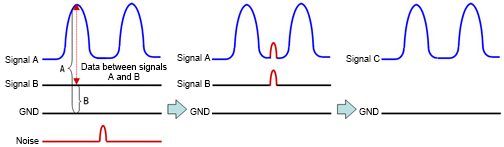 Signal A
A
Data between signals
A and B
Signal B
B
GND
Noise
Signal A
Signal B
GND
Signal C
GND